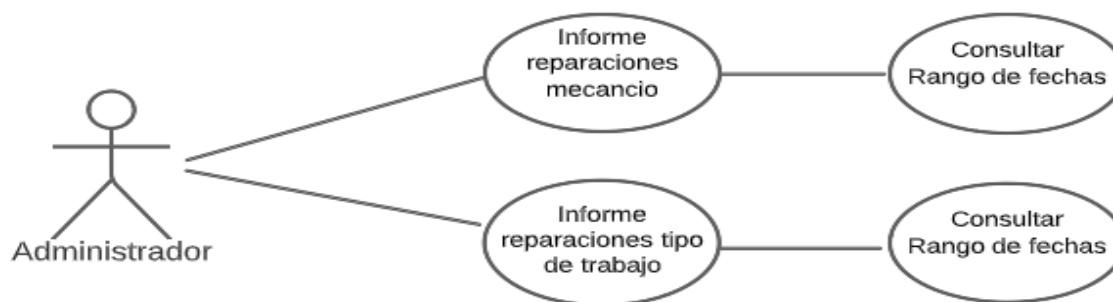 Informe
reparaciones
mecancio
Consultar
Rango de fechas
Administrador
Informe
reparaciones tipo
de trabajo
Consultar
Rango de fechas